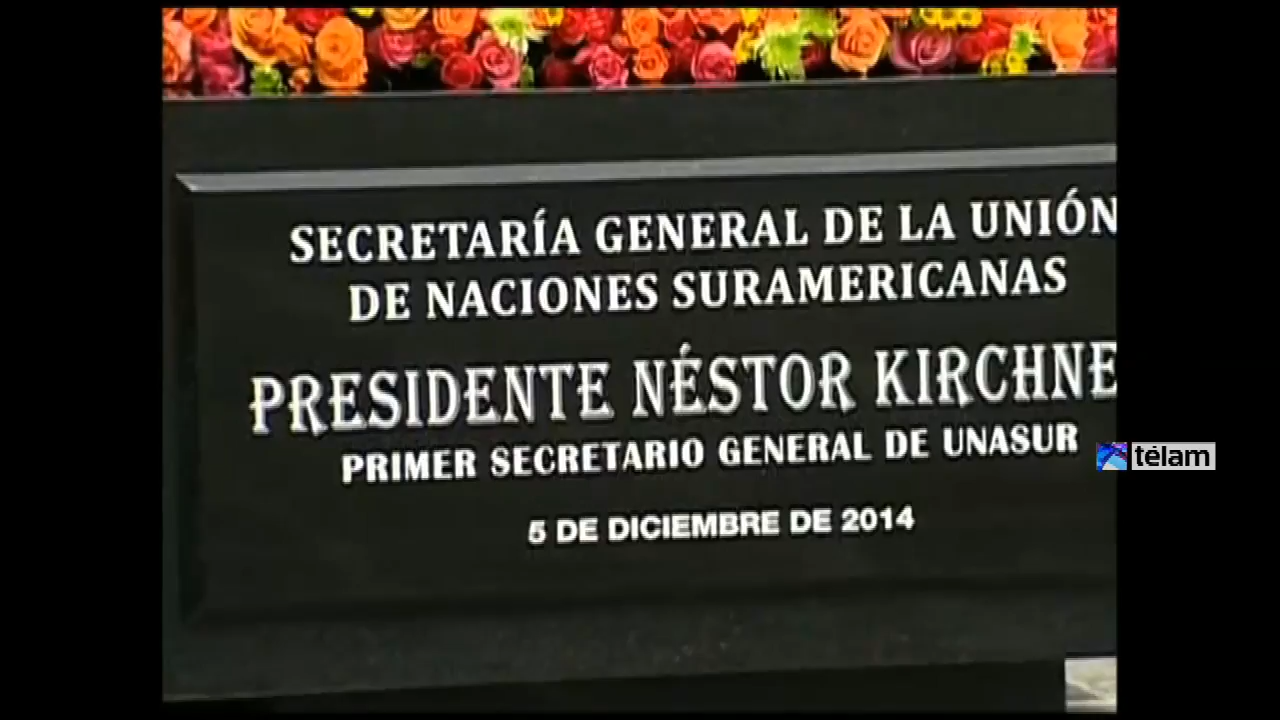 SECRETARÍA GENERAL DE LA UNIÓN
DE NACIONES SURAMERICANAS
PRESIDENTE NÉSTOR KIRCHNE
PRIMER SECRETARIO GENERAL DE UNASUR
5 DE DICIEMBRE DE 2014
télam